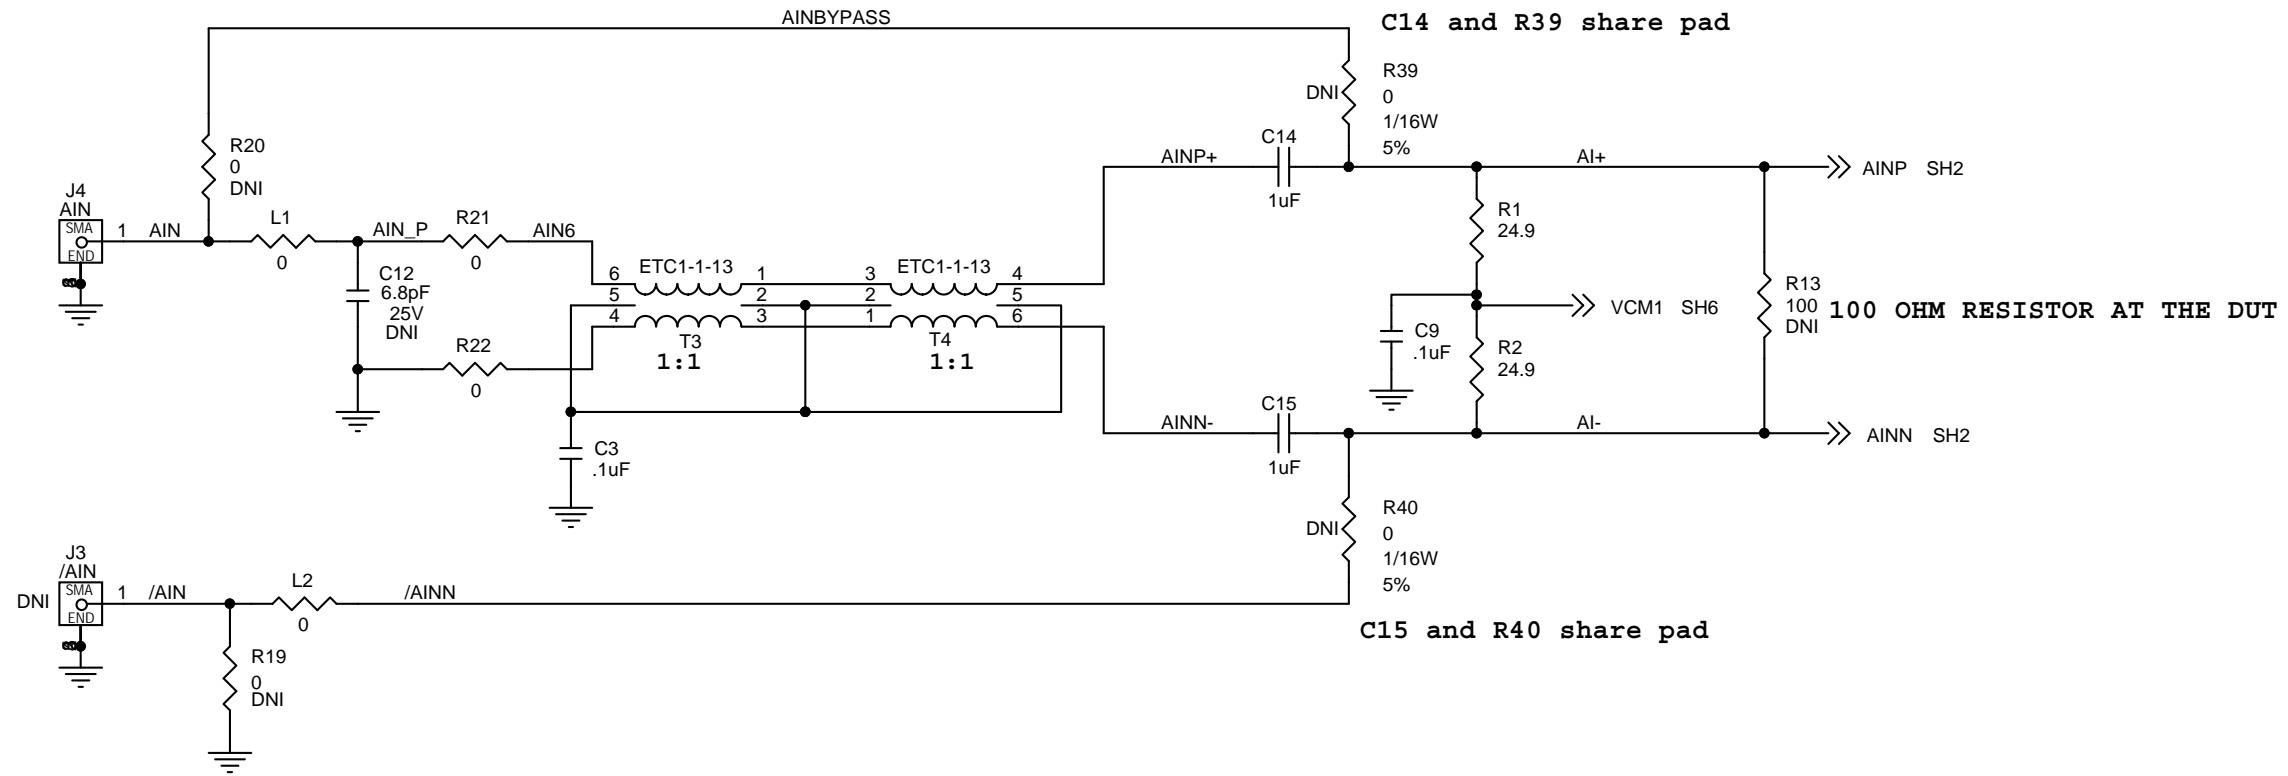 AINBYPASS
C14 and R39 share pad
R39
DNI
0
1/16W
5%
R20
0
DNI
C14
1uF
AINP+
AI+
AINP SH2
J4
AIN
SMA
END
1
AIN
L1
0
AIN_P
R21
0
AIN6
C12
6.8pF
25V
DNI
R22
0
6
5
4
ETC1-1-13
1
2
3
T3
1:1
3
2
1
ETC1-1-13
4
5
6
T4
1:1
R1
24.9
VCM1 SH6
C9
.1uF
R2
24.9
R13
100
DNI
100 OHM RESISTOR AT THE DUT
C3
.1uF
AINN-
C15
1uF
AI-
AINN SH2
R40
DNI
0
1/16W
5%
C15 and R40 share pad
J3
/AIN
DNI
SMA
END
1
/AIN
L2
0
/AINN
R19
0
DNI